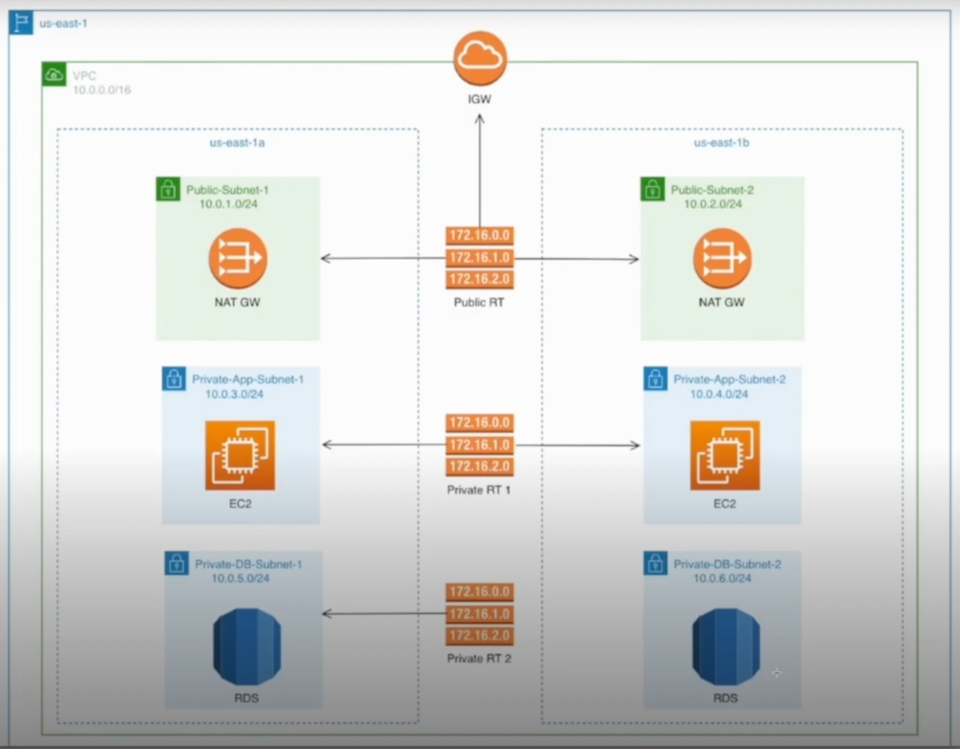 us-east-1
VPC
10.0.0.0/16
IGW
us-east-1a
us-east-1b
Public-Subnet-1
10.0.1.0/24
NAT GW
172.16.0.0
172.16.1.0
172.16.2.0
Public RT
Public-Subnet-2
10.0.2.0/24
NAT GW
Private-App-Subnet-1
10.0.3.0/24
EC2
172.16.0.0
172.16.1.0
172.16.2.0
Private RT 1
Private-App-Subnet-2
10.0.4.0/24
EC2
Private-DB-Subnet-1
10.0.5.0/24
RDS
172.16.0.0
172.16.1.0
172.16.2.0
Private RT 2
Private-DB-Subnet-2
10.0.6.0/24
RDS